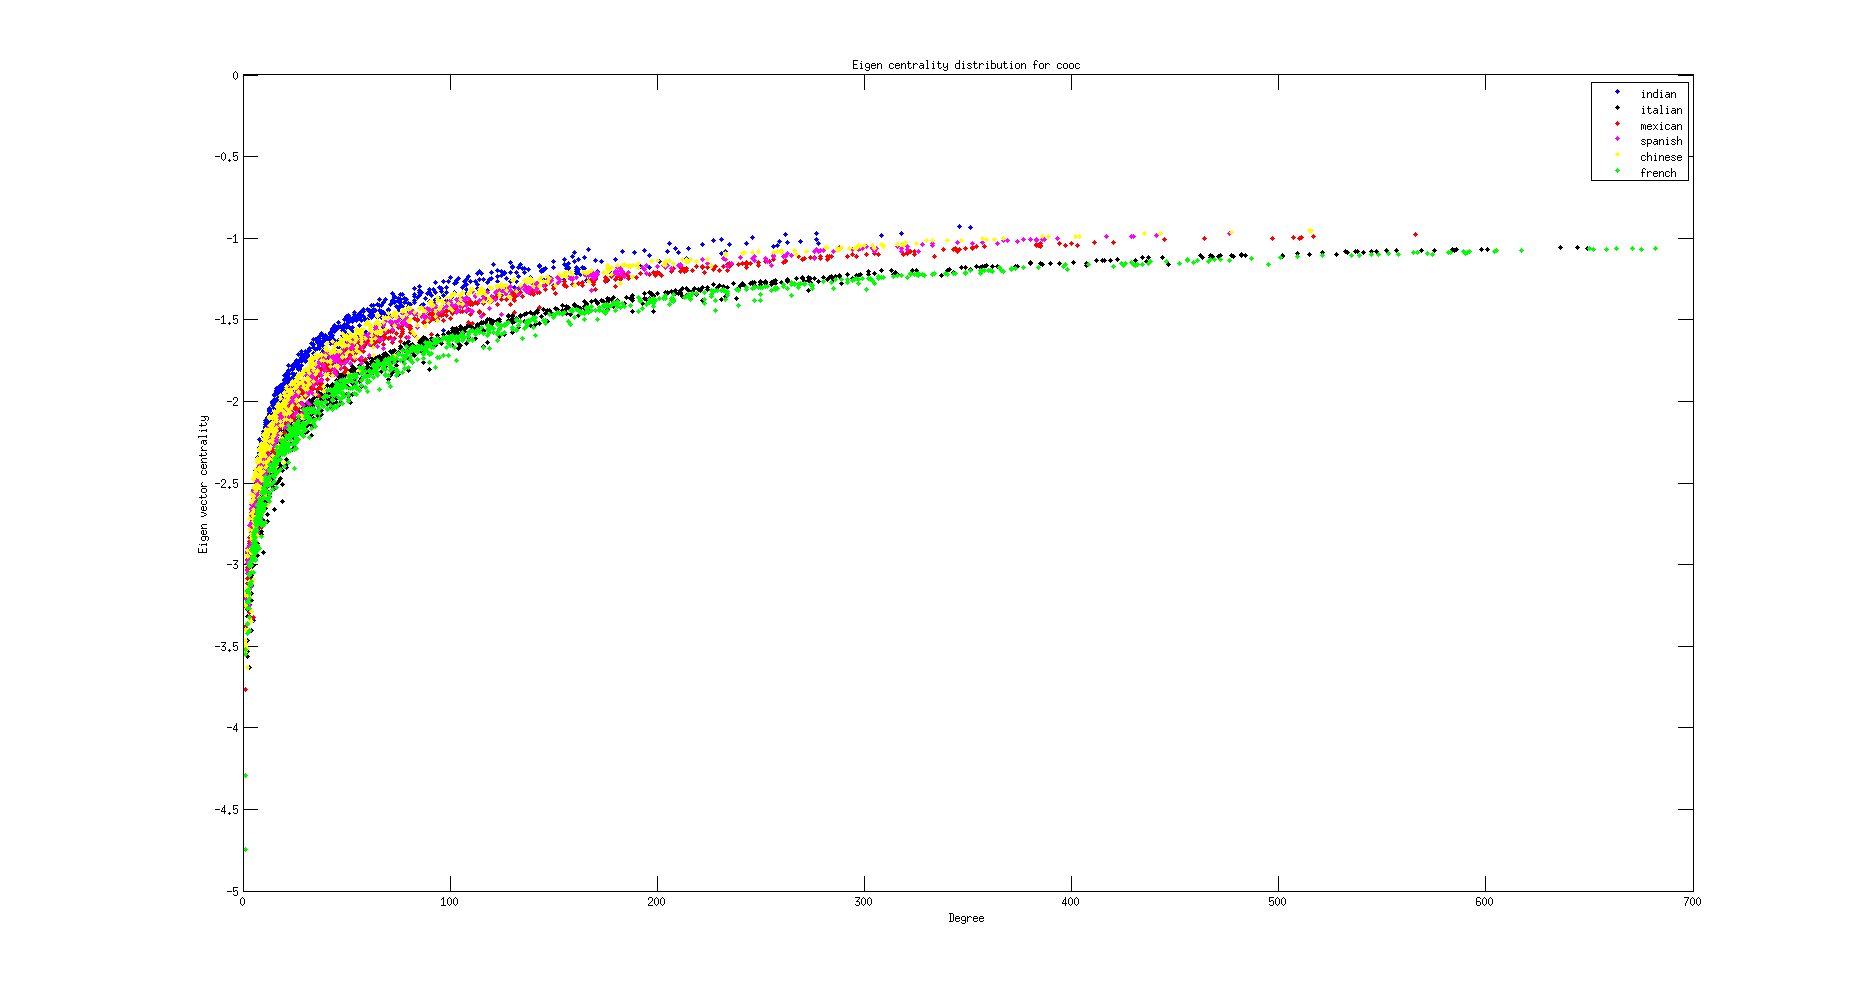 Eigen centrality distribution for cooc
indian
italian
mexican
spanish
chinese
french
0
-0.5
-1
-1.5
-2
-2.5
-3
-3.5
-4
-4.5
-5
Eigen vector centrality
0 100 200 300 400 500 600 700
Degree